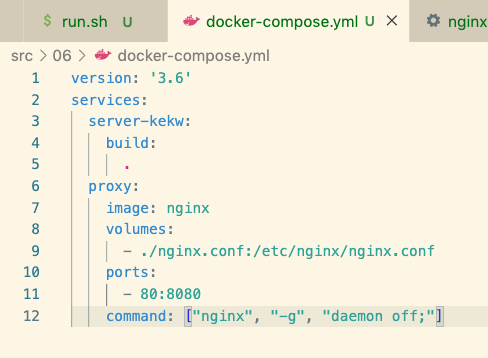 $ run.sh U docker-compose.yml U × nginx
src > 06 > docker-compose.yml
1 version: '3.6'
2 services:
3 server-kekw:
4 build:
5 .
6 proxy:
7 image: nginx
8 volumes:
9 - ./nginx.conf:/etc/nginx/nginx.conf
10 ports:
11 - 80:8080
12 command: ["nginx", "-g", "daemon off;"]